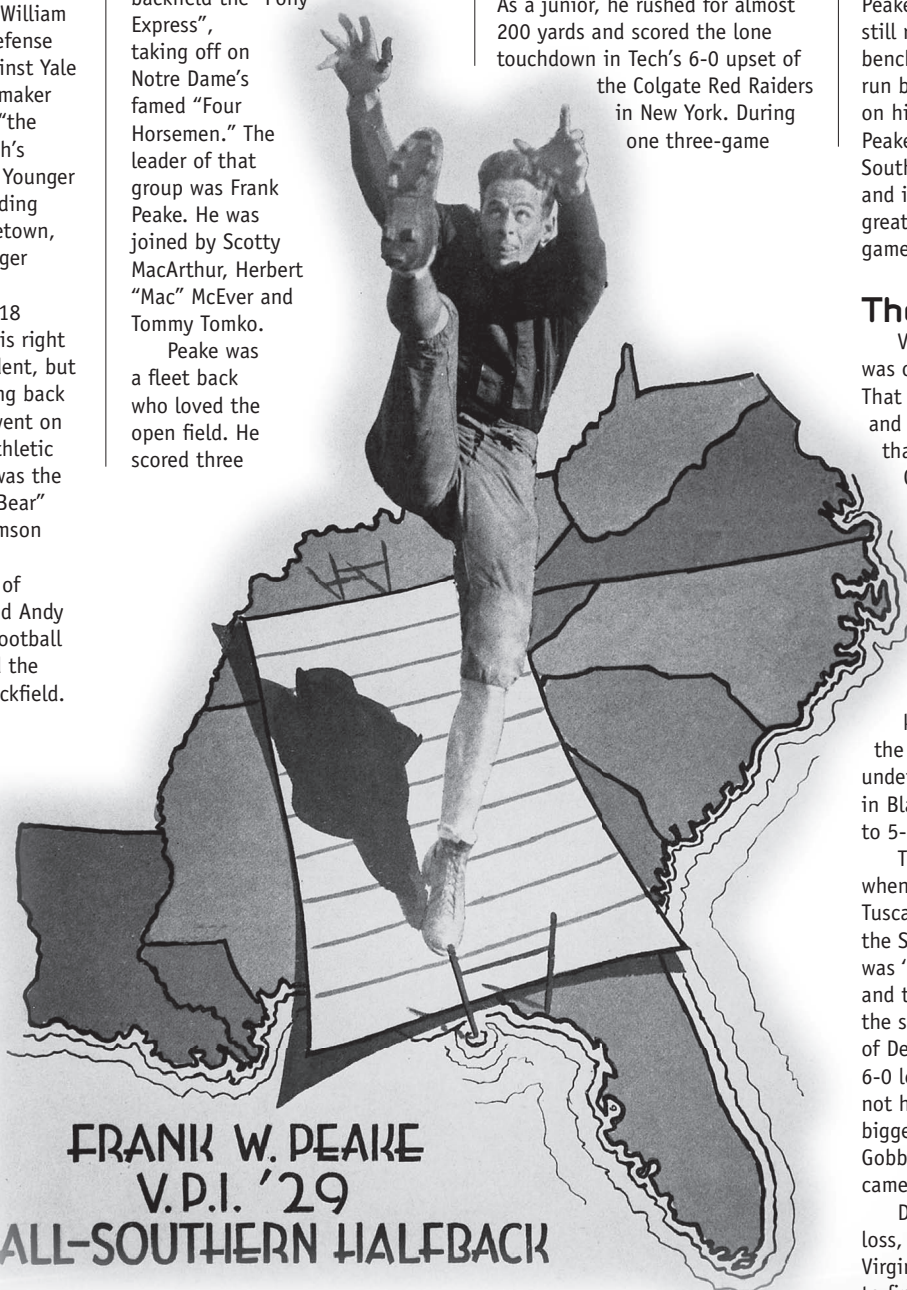 William
efense
inst Yale
maker
“the
h’s
Younger
ding
etown,
ger
18
is right
dent, but
ng back
went on
thletic
was the
Bear”
mson
of
d Andy
ootball
the
ckfield.
backfield the “Pony
Express”,
taking off on
Notre Dame’s
famed “Four
Horsemen.” The
leader of that
group was Frank
Peake. He was
joined by Scotty
MacArthur, Herbert
“Mac” McEver and
Tommy Tomko.
Peake was
a fleet back
who loved the
open field. He
scored three
As a junior, he rushed for almost
200 yards and scored the lone
touchdown in Tech’s 6-0 upset of
the Colgate Red Raiders
in New York. During
one three-game
FRANK W. PEAKE
V.P.I. '29
ALL-SOUTHERN HALFBACK
Peake
still
bench
run b
on hi
Peake
South
and i
great
game
The
V
was o
That
and
tha
the
unde
in Bla
to 5-
T
when
Tusca
the S
was ‘
and t
the s
of De
6-0 l
not h
bigge
Gobb
came
D
loss,
Virgin